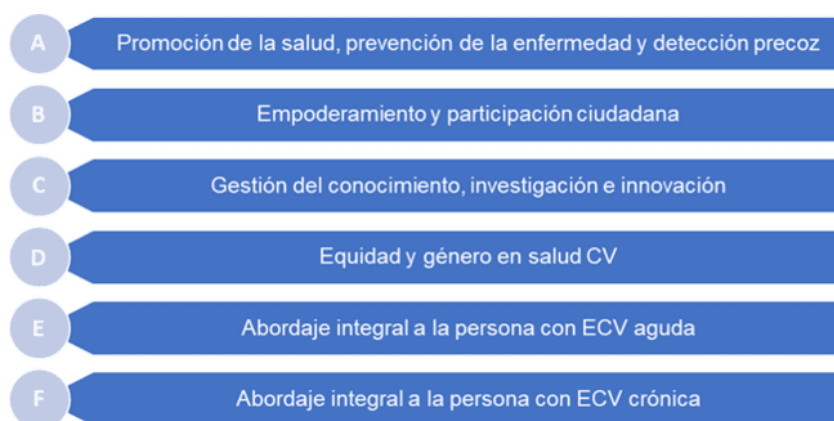 A Promoción de la salud, prevención de la enfermedad y detección precoz
B Empoderamiento y participación ciudadana
C Gestión del conocimiento, investigación e innovación
D Equidad y género en salud CV
E Abordaje integral a la persona con ECV aguda
F Abordaje integral a la persona con ECV crónica